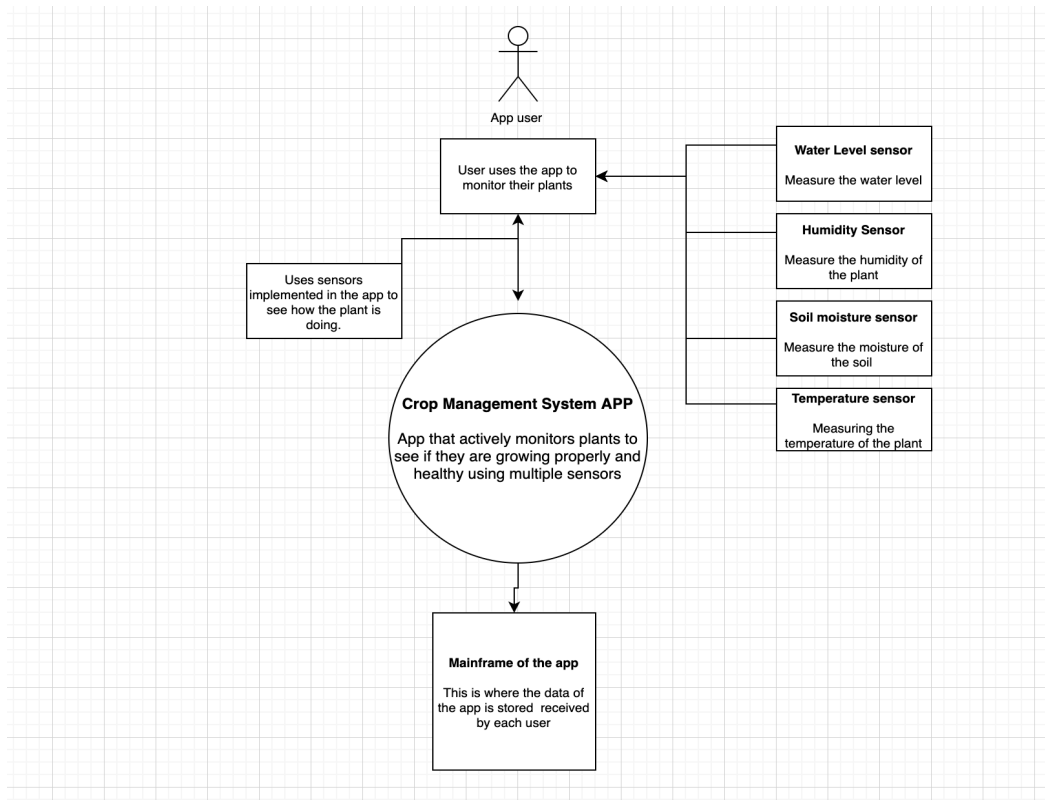 App user
User uses the app to
monitor their plants
Water Level sensor
Measure the water level
Humidity Sensor
Measure the humidity of
the plant
Uses sensors
implemented in the app to
see how the plant is
doing.
Soil moisture sensor
Measure the moisture of
the soil
Temperature sensor
Measuring the
temperature of the plant
Crop Management System APP
App that actively monitors plants to
see if they are growing properly and
healthy using multiple sensors
Mainframe of the app
This is where the data of
the app is stored  received
by each user